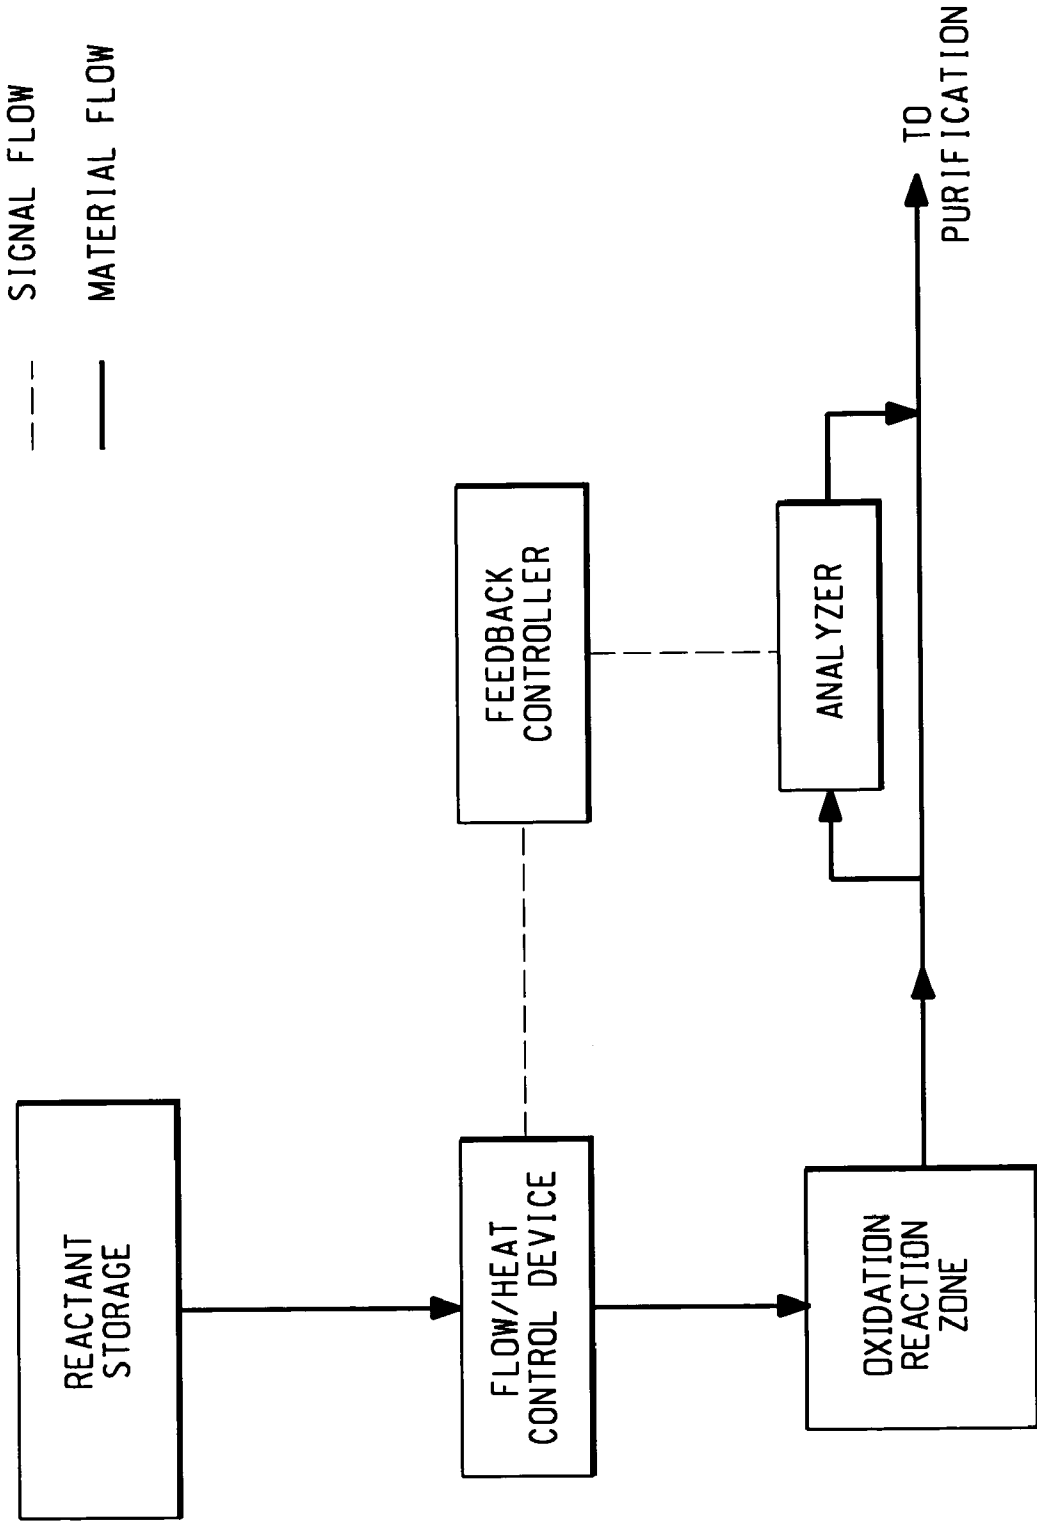 SIGNAL FLOW
MATERIAL FLOW
REACTANT
STORAGE
FLOW/HEAT
CONTROL DEVICE
FEEDBACK
CONTROLLER
OXIDATION
REACTION
ZONE
ANALYZER
TO
PURIFICATION